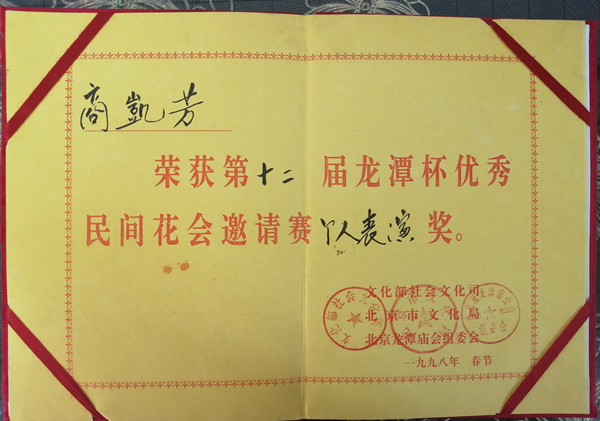 商凱芳
荣获第十二届龙潭杯优秀
民间花会邀请赛个人表演奖。
文化部社会文化司
北京市文化局
北京龙潭庙会组委会
一九九八年 春节